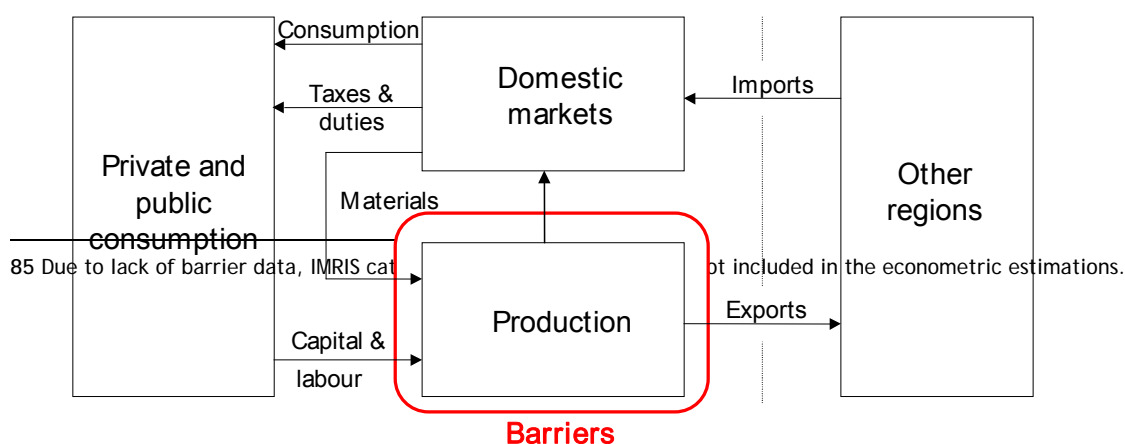 Consumption
Taxes &
duties
Domestic
markets
Imports
Private and
public
consumption
Materials
Other
regions
85 Due to lack of barrier data, IMRIS cat
ot included in the econometric estimations.
Production
Exports
Capital &
labour
Barriers